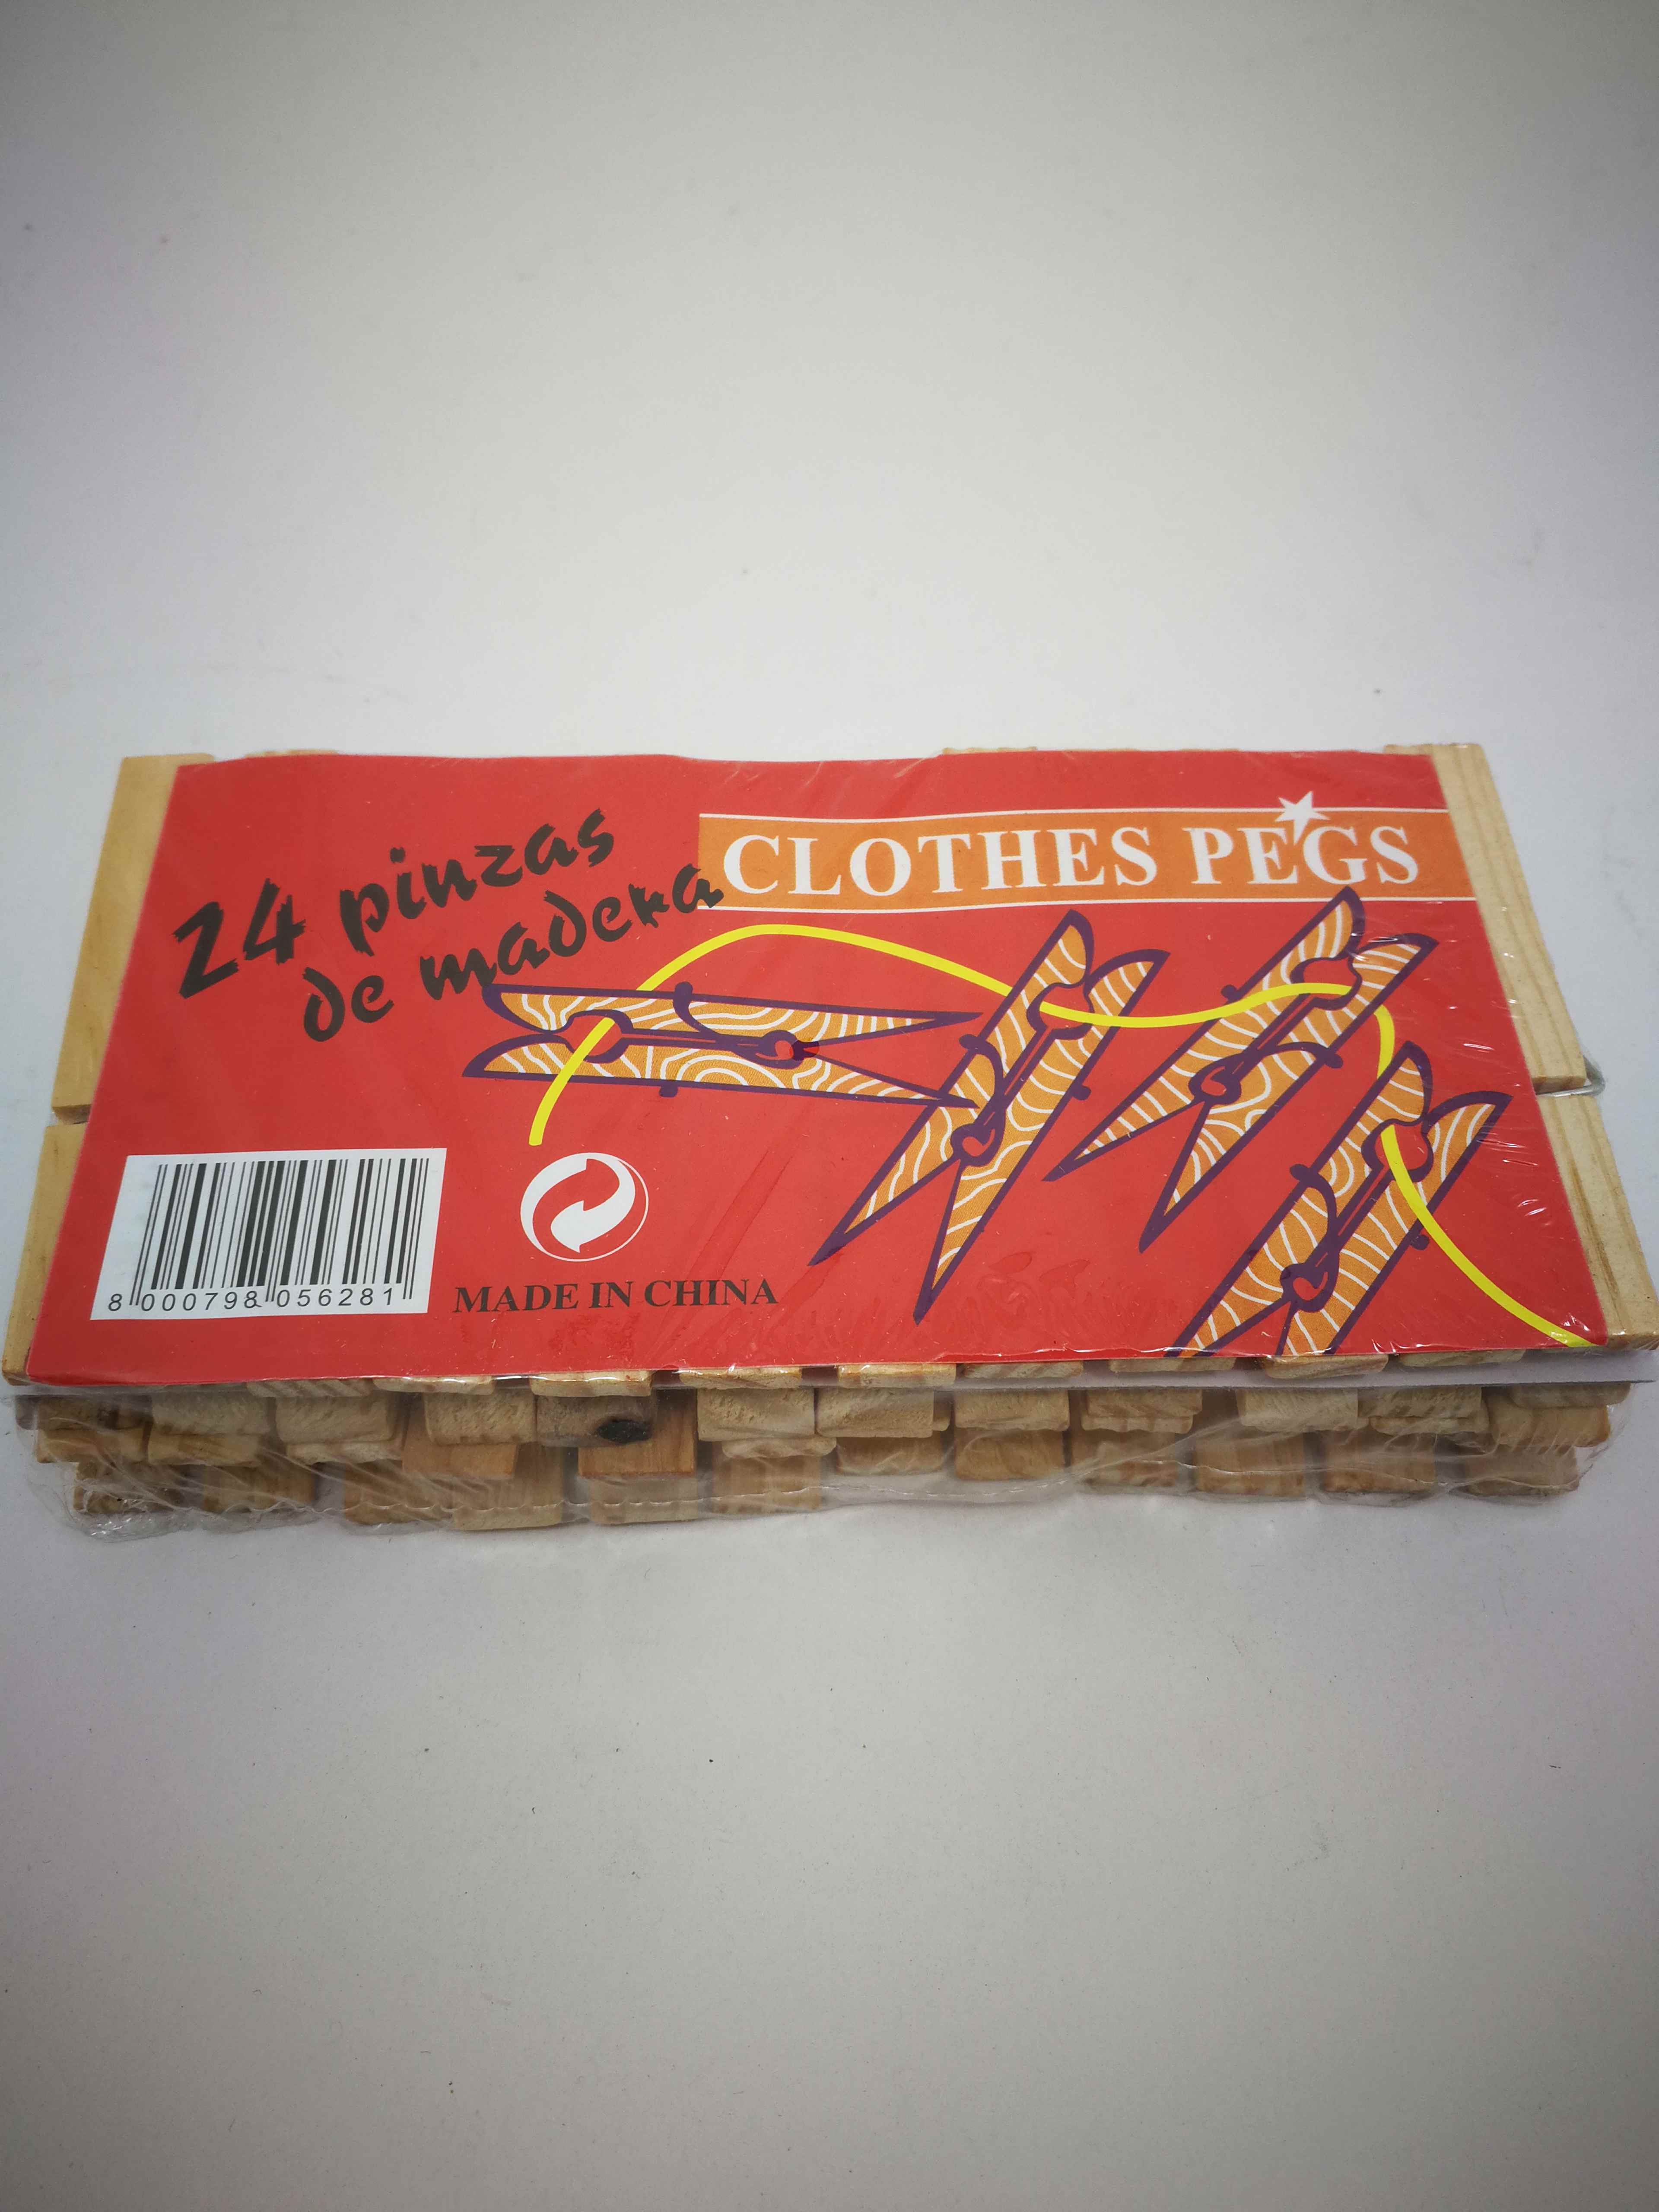 24 pinzas
de madera
CLOTHES PEGS
8 000798 056281
MADE IN CHINA